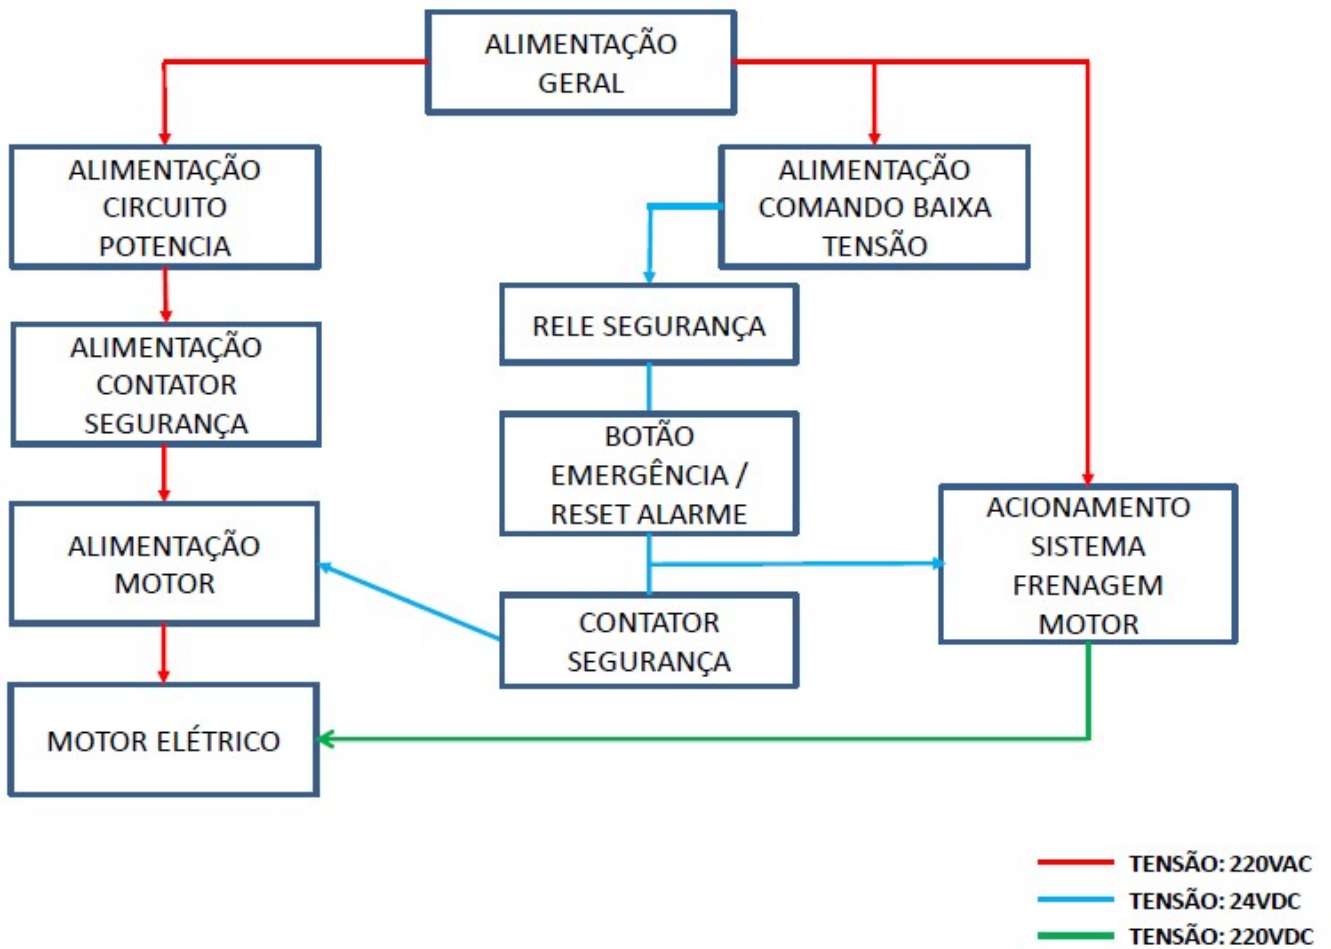 ALIMENTAÇÃO
GERAL
ALIMENTAÇÃO
CIRCUITO
POTENCIA
ALIMENTAÇÃO
COMANDO BAIXA
TENSÃO
RELE SEGURANÇA
ALIMENTAÇÃO
CONTATOR
SEGURANÇA
BOTÃO
EMERGÊNCIA /
RESET ALARME
ALIMENTAÇÃO
MOTOR
ACIONAMENTO
SISTEMA
FRENAGEM
MOTOR
CONTATOR
SEGURANÇA
MOTOR ELÉTRICO
TENSÃO: 220VAC
TENSÃO: 24VDC
TENSÃO: 220VDC